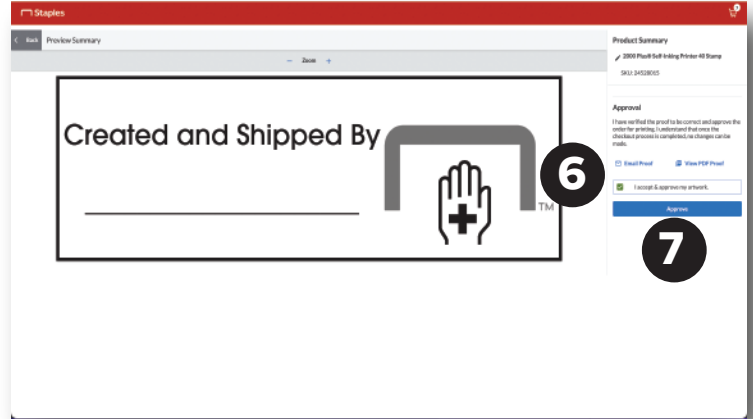 Staples
0
< Back Preview Summary
− Zoom +
Created and Shipped By
TM
Product Summary
2000 Plus® Self-Inking Printer 40 Stamp
SKU: 24528015
Approval
I have verified the proof to be correct and approve the
order for printing. I understand that once the
checkout process is completed, no changes can be
made.
Email Proof View PDF Proof
I accept & approve my artwork.
Approve
6
7